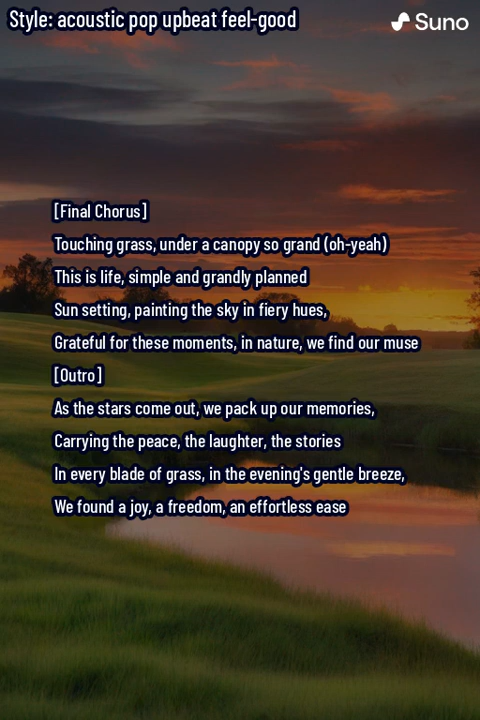 Style: acoustic pop upbeat feel-good
Suno
[Final Chorus]
Touching grass, under a canopy so grand (oh-yeah)
This is life, simple and grandly planned
Sun setting, painting the sky in fiery hues,
Grateful for these moments, in nature, we find our muse
[Outro]
As the stars come out, we pack up our memories,
Carrying the peace, the laughter, the stories
In every blade of grass, in the evening's gentle breeze,
We found a joy, a freedom, an effortless ease